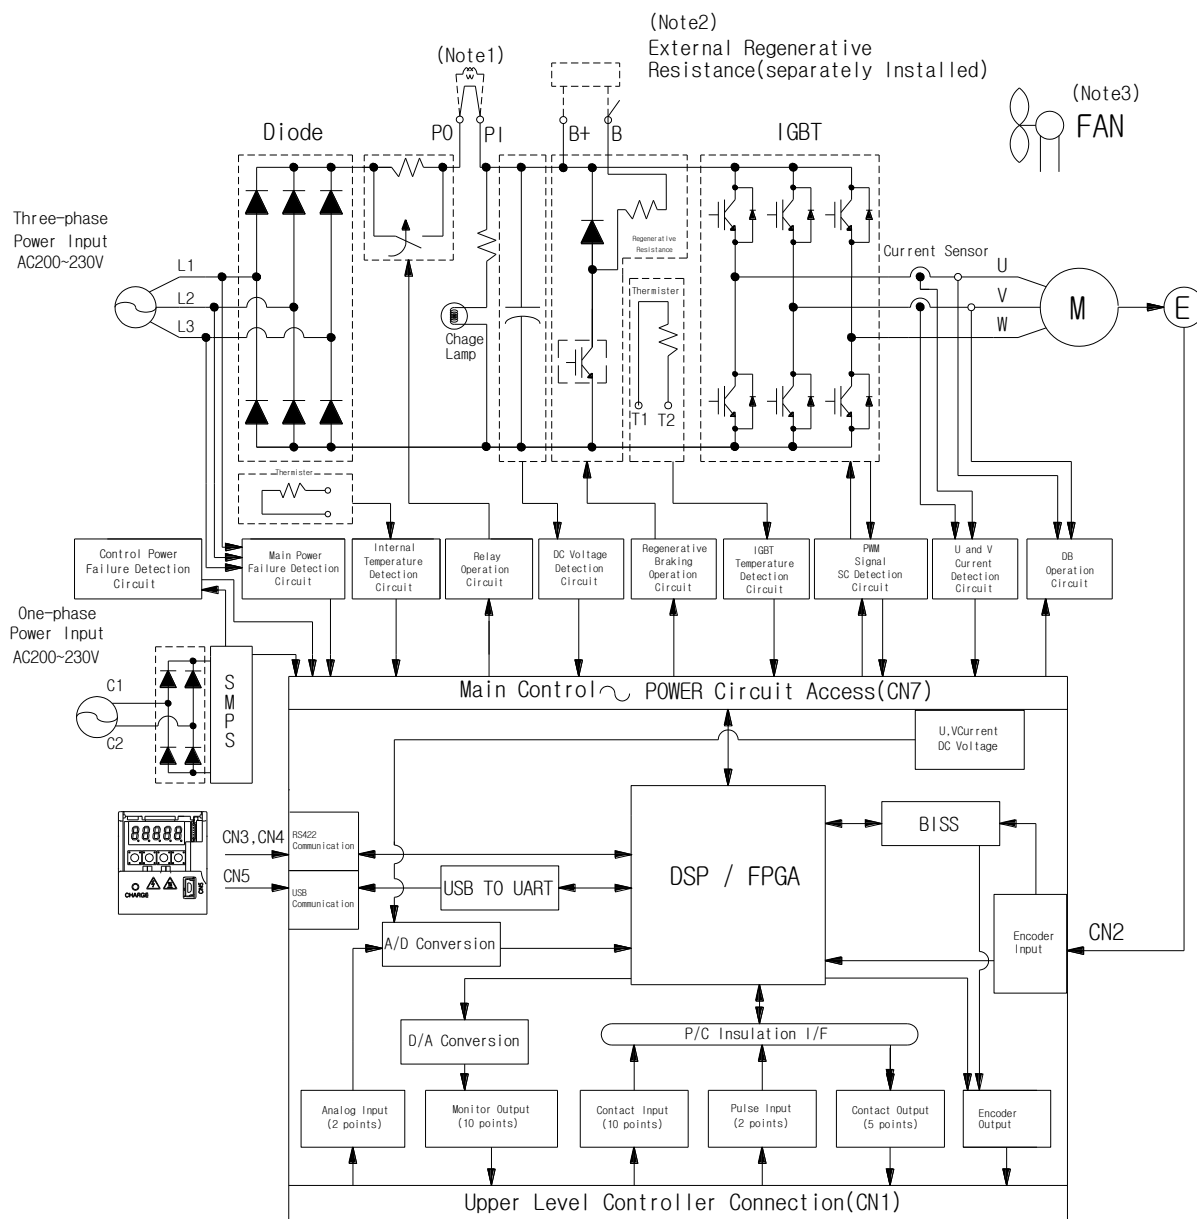 (Note2)
External Regenerative
Resistance(separately Installed)
(Note1)
(Note3)
FAN
Diode
P0
PI
B+
B
IGBT
Three-phase
Power Input
AC200~230V
L1
L2
L3
Regenerative
Resistance
Current Sensor
U
V
W
M
E
Thermister
T1
T2
Chage
Lamp
Thermister
Control Power
Failure Detection
Circuit
Main Power
Failure Detection
Circuit
Internal
Temperature
Detection
Circuit
Relay
Operation
Circuit
DC Voltage
Detection
Circuit
Regenerative
Braking
Operation
Circuit
IGBT
Temperature
Detection
Circuit
PWM
Signal
SC Detection
Circuit
U and V
Current
Detection
Circuit
DB
Operation
Circuit
One-phase
Power Input
AC200~230V
C1
C2
SMPS
Main Control POWER Circuit Access(CN7)
U,VCurrent
DC Voltage
CN3,CN4
CN5
CHARGE
CN5
RS422
Communication
USB
Communication
USB TO UART
A/D Conversion
DSP / FPGA
BISS
Encoder
Input
CN2
D/A Conversion
P/C Insulation I/F
Analog Input
(2 points)
Monitor Output
(10 points)
Contact Input
(10 points)
Pulse Input
(2 points)
Contact Output
(5 points)
Encoder
Output
Upper Level Controller Connection(CN1)